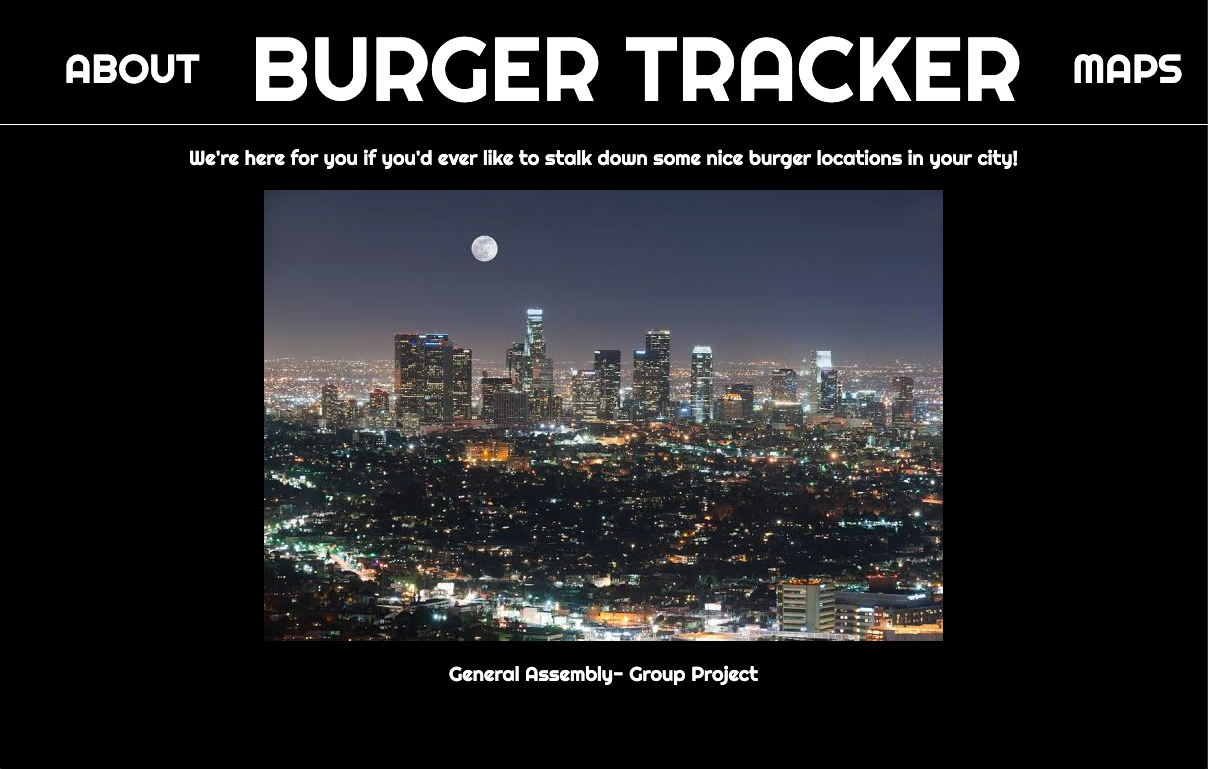 ABOUT
BURGER TRACKER
MAPS
We're here for you if you'd ever like to stalk down some nice burger locations in your city!
General Assembly- Group Project